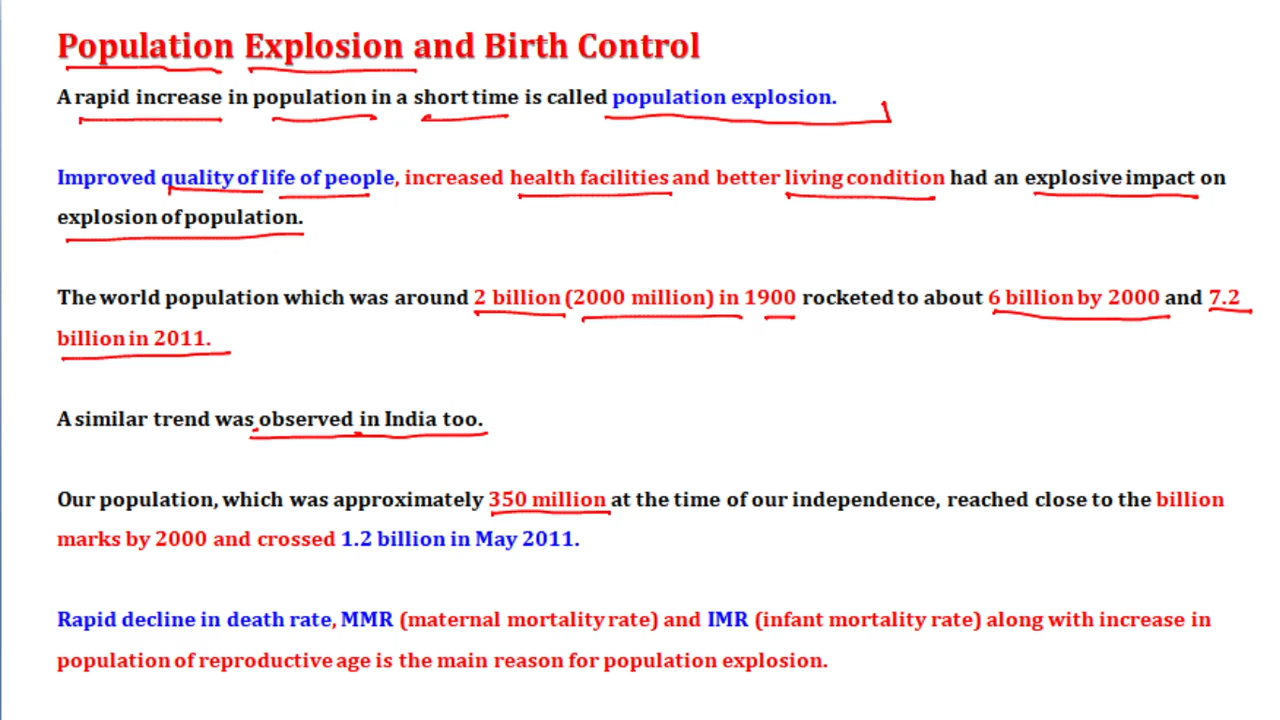 Population Explosion and Birth Control
A rapid increase in population in a short time is called population explosion.
Improved quality of life of people, increased health facilities and better living condition had an explosive impact on
explosion of population.
The world population which was around 2 billion (2000 million) in 1900 rocketed to about 6 billion by 2000 and 7.2
billion in 2011.
A similar trend was observed in India too.
Our population, which was approximately 350 million at the time of our independence, reached close to the billion
marks by 2000 and crossed 1.2 billion in May 2011.
Rapid decline in death rate, MMR (maternal mortality rate) and IMR (infant mortality rate) along with increase in
population of reproductive age is the main reason for population explosion.